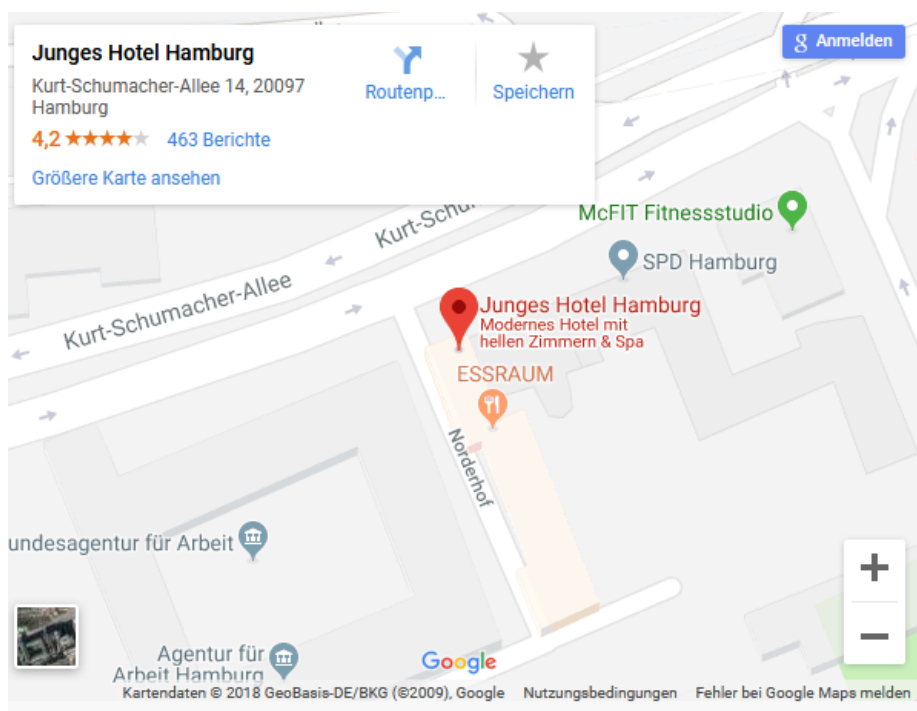 Junges Hotel Hamburg
Kurt-Schumacher-Allee 14, 20097
Hamburg
4,2
463 Berichte
Größere Karte ansehen
Routenp...
Speichern
g Anmelden
Kurt-Schu
McFIT Fitnessstudio
SPD Hamburg
Kurt-Schumacher-Allee
Junges Hotel Hamburg
Modernes Hotel mit
hellen Zimmern & Spa
ESSRAUM
Norderhof
undesagentur für Arbeit
Agentur für
Arbeit Hamburg
Google
Kartendaten © 2018 GeoBasis-DE/BKG (©2009), Google Nutzungsbedingungen Fehler bei Google Maps melden